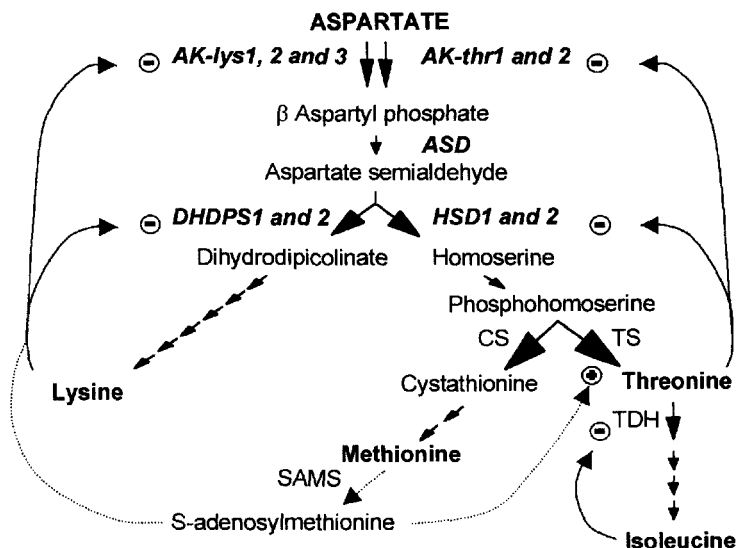 ASPARTATE
⊖ AK-lys1, 2 and 3 AK-thr1 and 2 ⊖
β Aspartyl phosphate
ASD
Aspartate semialdehyde
⊖ DHDPS1 and 2 HSD1 and 2 ⊖
Dihydrodipicolinate Homoserine
Phosphohomoserine
CS TS
Lysine Cystathionine ⊕ Threonine
⊖ TDH
Methionine
SAMS
S-adenosylmethionine
Isoleucine